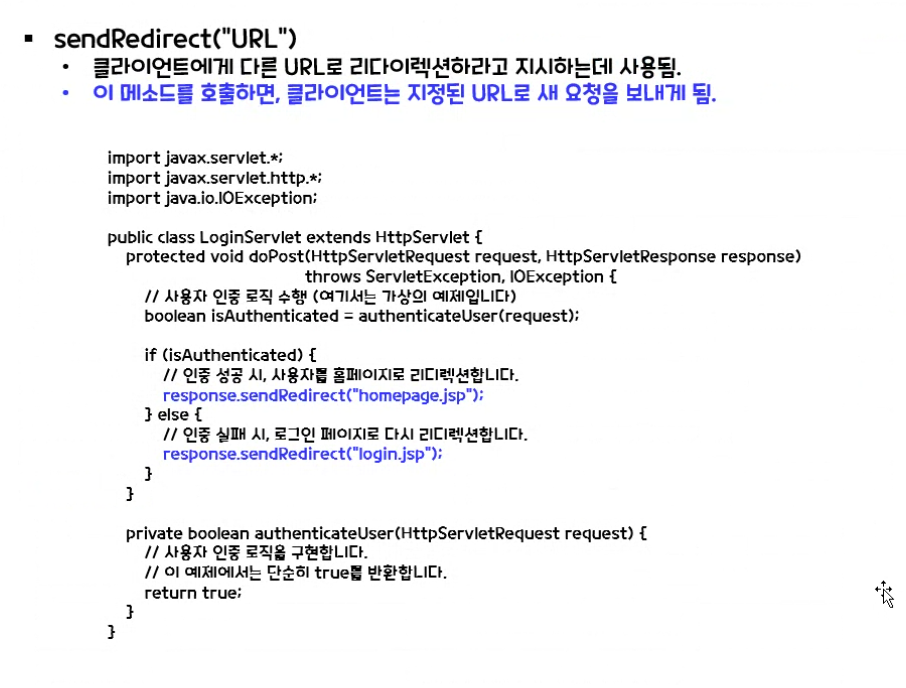 ▪ sendRedirect("URL")
• 클라이언트에게 다른 URL로 리다이렉션하라고 지시하는데 사용됨.
• 이 메소드를 호출하면, 클라이언트는 지정된 URL로 새 요청을 보내게 됨.
import javax.servlet.*;
import javax.servlet.http.*;
import java.io.IOException;
public class LoginServlet extends HttpServlet {
protected void doPost(HttpServletRequest request, HttpServletResponse response)
throws ServletException, IOException {
// 사용자 인증 로직 수행 (여기서는 가상의 예제입니다)
boolean isAuthenticated = authenticateUser(request);
if (isAuthenticated) {
// 인증 성공 시, 사용자를 홈페이지로 리디렉션합니다.
response.sendRedirect("homepage.jsp");
} else {
// 인증 실패 시, 로그인 페이지로 다시 리디렉션합니다.
response.sendRedirect("login.jsp");
}
}
private boolean authenticateUser(HttpServletRequest request) {
// 사용자 인증 로직을 구현합니다.
// 이 예제에서는 단순히 true를 반환합니다.
return true;
}
}